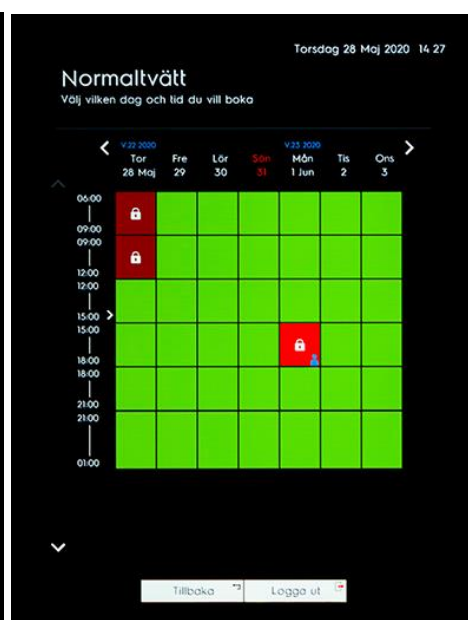 Torsdag 28 Maj 2020 14 27
Normaltvätt
Välj vilken dag och tid du vill boka
V.22 2020 V.23 2020
Tor Fre Lör Sön Mån Tis Ons
28 Maj 29 30 31 1 Jun 2 3
06:00
09:00
09:00
12:00
12:00
15:00
15:00
18:00
18:00
21:00
21:00
01:00
Tillbaka Logga ut